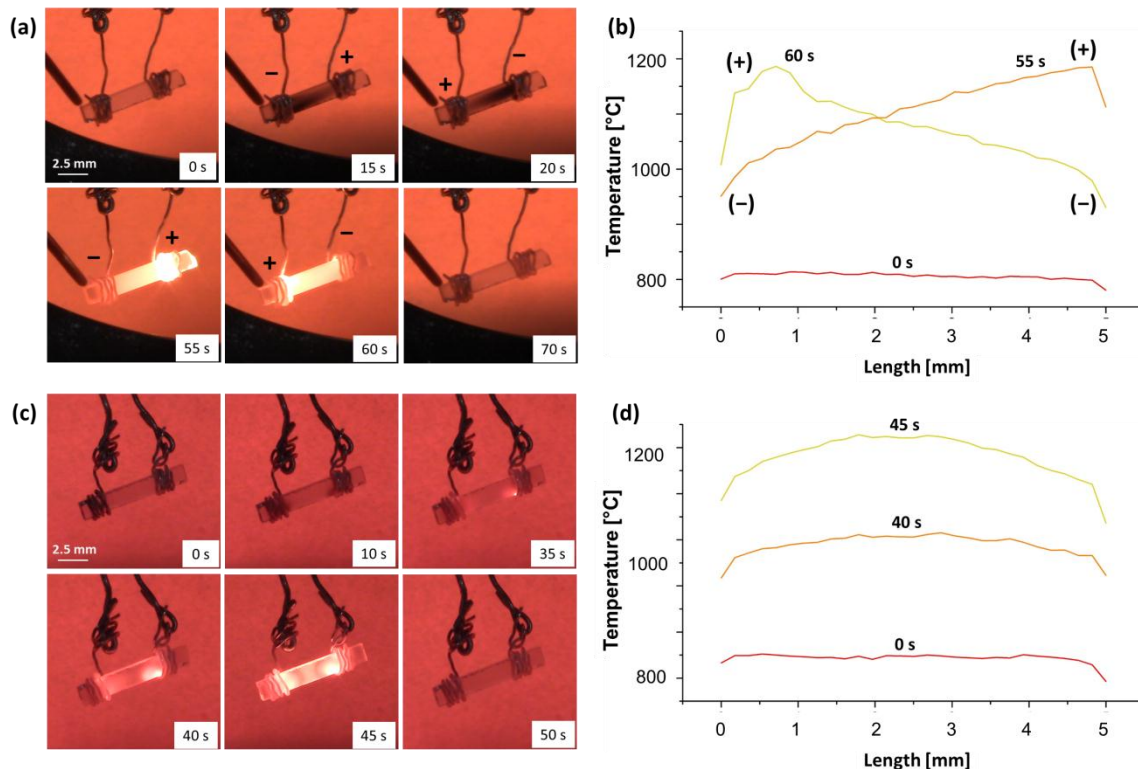 (a)
+
−
−
+
+
2.5 mm
0 s
15 s
20 s
−
+
−
+
55 s
60 s
70 s
(b)
1200
1000
800
Temperature [°C]
(+)
60 s
55 s
(+)
(−)
(−)
0 s
0 1 2 3 4 5
Length [mm]
(c)
2.5 mm
0 s
10 s
35 s
40 s
45 s
50 s
(d)
1200
1000
800
Temperature [°C]
45 s
40 s
0 s
0 1 2 3 4 5
Length [mm]